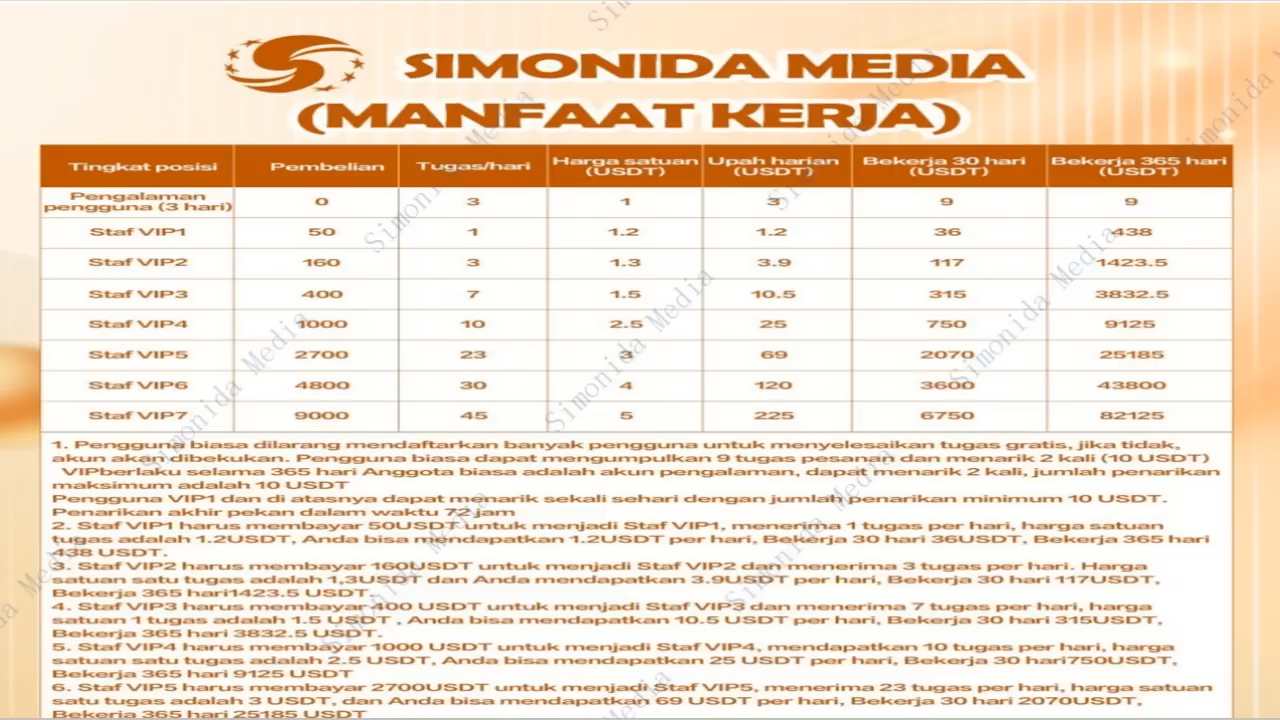 SIMONIDA MEDIA
(MANFAAT KERJA)
Tingkat posisi Pembelian Tugas/hari Harga satuan (USDT) Upah harian (USDT) Bekerja 30 hari (USDT) Bekerja 365 hari (USDT)
Pengalaman pengguna (3 hari) 0 3 1 3 9 9
Staf VIP1 50 1 1.2 1.2 36 438
Staf VIP2 160 3 1.3 3.9 117 1423.5
Staf VIP3 400 7 1.5 10.5 315 3832.5
Staf VIP4 1000 10 2.5 25 750 9125
Staf VIP5 2700 23 3 69 2070 25185
Staf VIP6 4800 30 4 120 3600 43800
Staf VIP7 9000 45 5 225 6750 82125
1. Pengguna biasa dilarang mendaftarkan banyak pengguna untuk menyelesaikan tugas gratis, jika tidak,
akun akan dibekukan. Pengguna biasa dapat mengumpulkan 9 tugas pesanan dan menarik 2 kali (10 USDT)
VIPberlaku selama 365 hari Anggota biasa adalah akun pengalaman, dapat menarik 2 kali, jumlah penarikan
maksimum adalah 10 USDT
Pengguna VIP1 dan di atasnya dapat menarik sekali sehari dengan jumlah penarikan minimum 10 USDT.
Penarikan akhir pekan dalam waktu 72 jam
2. Staf VIP1 harus membayar 50USDT untuk menjadi Staf VIP1, menerima 1 tugas per hari, harga satuan
tugas adalah 1.2USDT, Anda bisa mendapatkan 1.2USDT per hari, Bekerja 30 hari 36USDT, Bekerja 365 hari
438 USDT.
3. Staf VIP2 harus membayar 160USDT untuk menjadi Staf VIP2 dan menerima 3 tugas per hari. Harga
satuan satu tugas adalah 1,3USDT dan Anda mendapatkan 3.9USDT per hari, Bekerja 30 hari 117USDT,
Bekerja 365 hari1423.5 USDT.
4. Staf VIP3 harus membayar 400 USDT untuk menjadi Staf VIP3 dan menerima 7 tugas per hari, harga
satuan 1 tugas adalah 1.5 USDT , Anda bisa mendapatkan 10.5 USDT per hari, Bekerja 30 hari 315USDT,
Bekerja 365 hari 3832.5 USDT.
5. Staf VIP4 harus membayar 1000 USDT untuk menjadi Staf VIP4, mendapatkan 10 tugas per hari, harga
satuan satu tugas adalah 2.5 USDT, Anda bisa mendapatkan 25 USDT per hari, Bekerja 30 hari750USDT,
Bekerja 365 hari 9125 USDT
6. Staf VIP5 harus membayar 2700USDT untuk menjadi Staf VIP5, menerima 23 tugas per hari, harga satuan
satu tugas adalah 3 USDT, dan Anda bisa mendapatkan 69 USDT per hari, Bekerja 30 hari 2070USDT,
Bekerja 365 hari 25185 USDT
Simonida Media